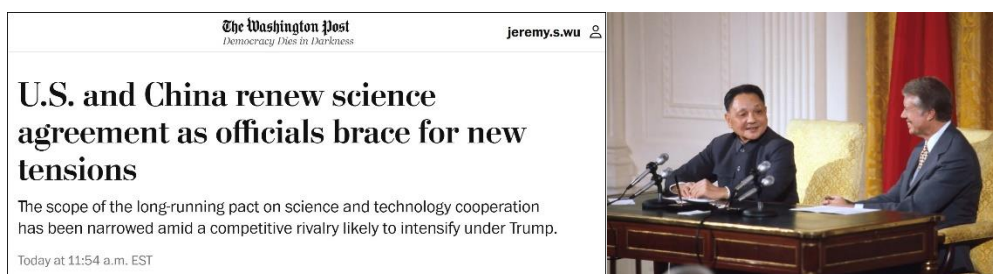 The Washington Post
Democracy Dies in Darkness
jeremy.s.wu
U.S. and China renew science
agreement as officials brace for new
tensions
The scope of the long-running pact on science and technology cooperation
has been narrowed amid a competitive rivalry likely to intensify under Trump.
Today at 11:54 a.m. EST